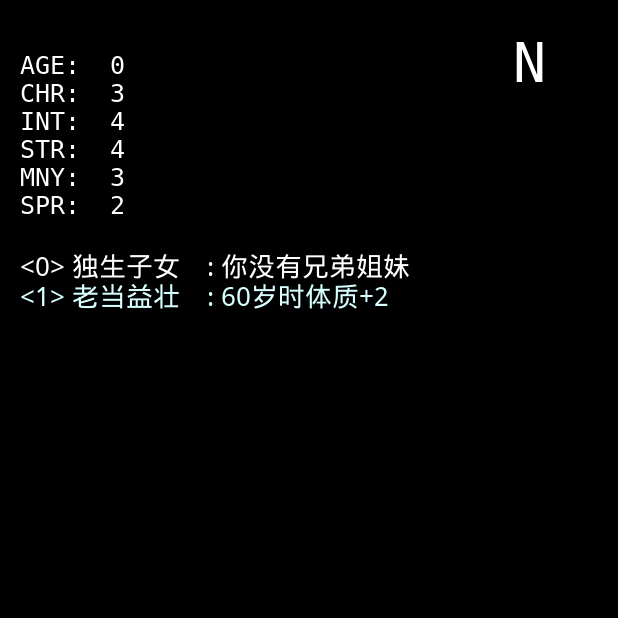 N
AGE: 0
CHR: 3
INT: 4
STR: 4
MNY: 3
SPR: 2
<0> 独生子女 : 你没有兄弟姐妹
<1> 老当益壮 : 60岁时体质+2